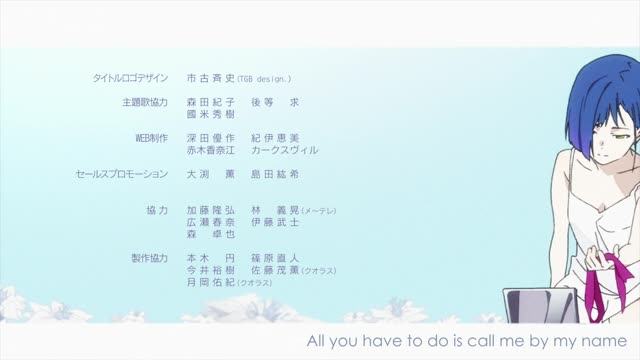 タイトルロゴデザイン 市古斉史(TGB design.)
主題歌協力 森田紀子 後等 求
國米秀樹
WEB制作 深田優作 紀伊恵美
赤木香奈江 カークスヴィル
セールスプロモーション 大渕 薫 島田紘希
協力 加藤隆弘 林 義晃(メ〜テレ)
広瀬春奈 伊藤武士
森 卓也
製作協力 本木 円 篠原直人
今井裕樹 佐藤茂薫(クオラス)
月岡佑紀(クオラス)
All you have to do is call me by my name